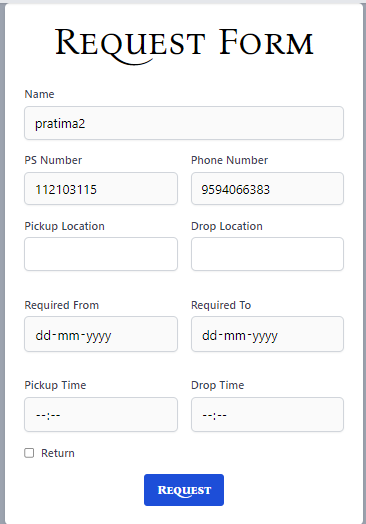 Request Form
Name
pratima2
PS Number Phone Number
112103115 9594066383
Pickup Location Drop Location
Required From Required To
dd-mm-yyyy dd-mm-yyyy
Pickup Time Drop Time
--:-- --:--
Return
Request